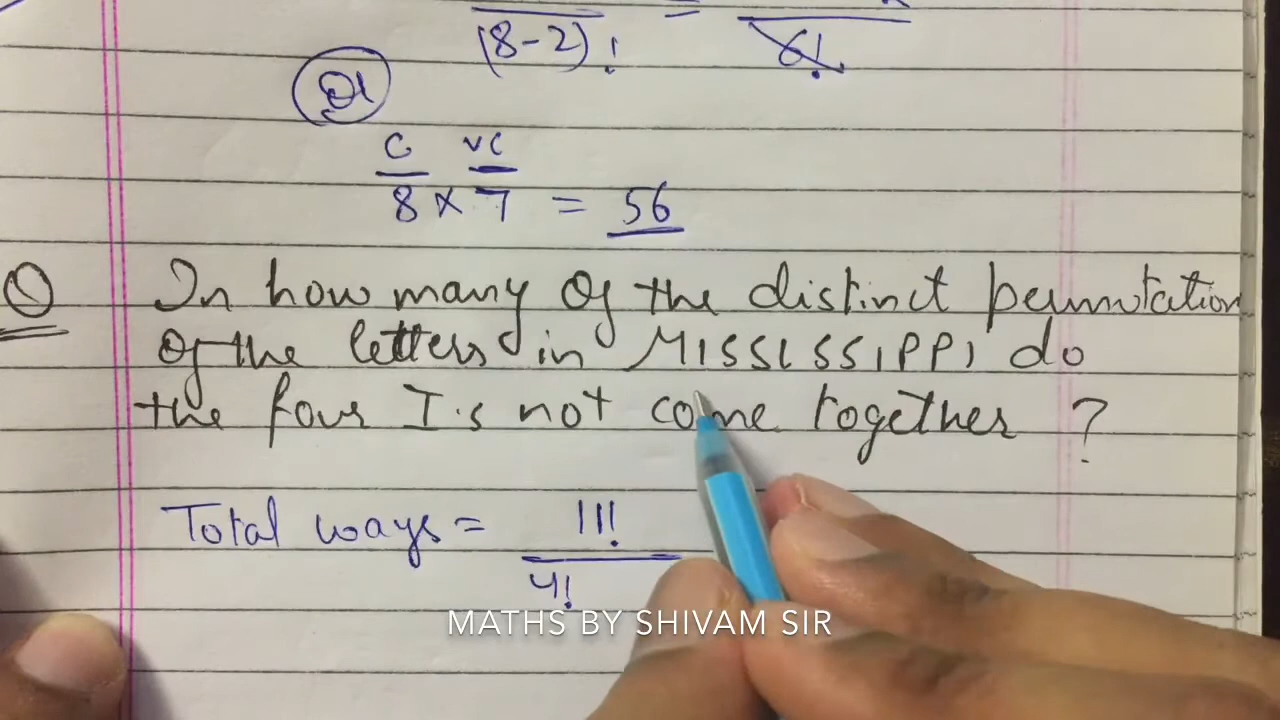 (8-2)! = 6!
Q1
C VC
8 × 7 = 56
Q In how many of the distinct permutation
of the letters in MISSISSIPPI do
the four I's not come together ?
Total ways = 11!
4!
MATHS BY SHIVAM SIR